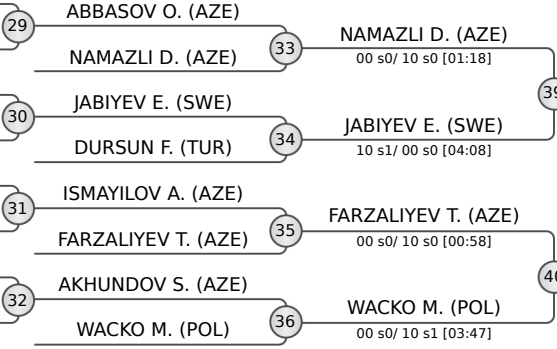 ABBASOV O. (AZE)
29
NAMAZLI D. (AZE)
33
NAMAZLI D. (AZE)
00 s0/ 10 s0 [01:18]
39
JABIYEV E. (SWE)
30
DURSUN F. (TUR)
34
JABIYEV E. (SWE)
10 s1/ 00 s0 [04:08]
ISMAYILOV A. (AZE)
31
FARZALIYEV T. (AZE)
35
FARZALIYEV T. (AZE)
00 s0/ 10 s0 [00:58]
40
AKHUNDOV S. (AZE)
32
WACKO M. (POL)
36
WACKO M. (POL)
00 s0/ 10 s1 [03:47]